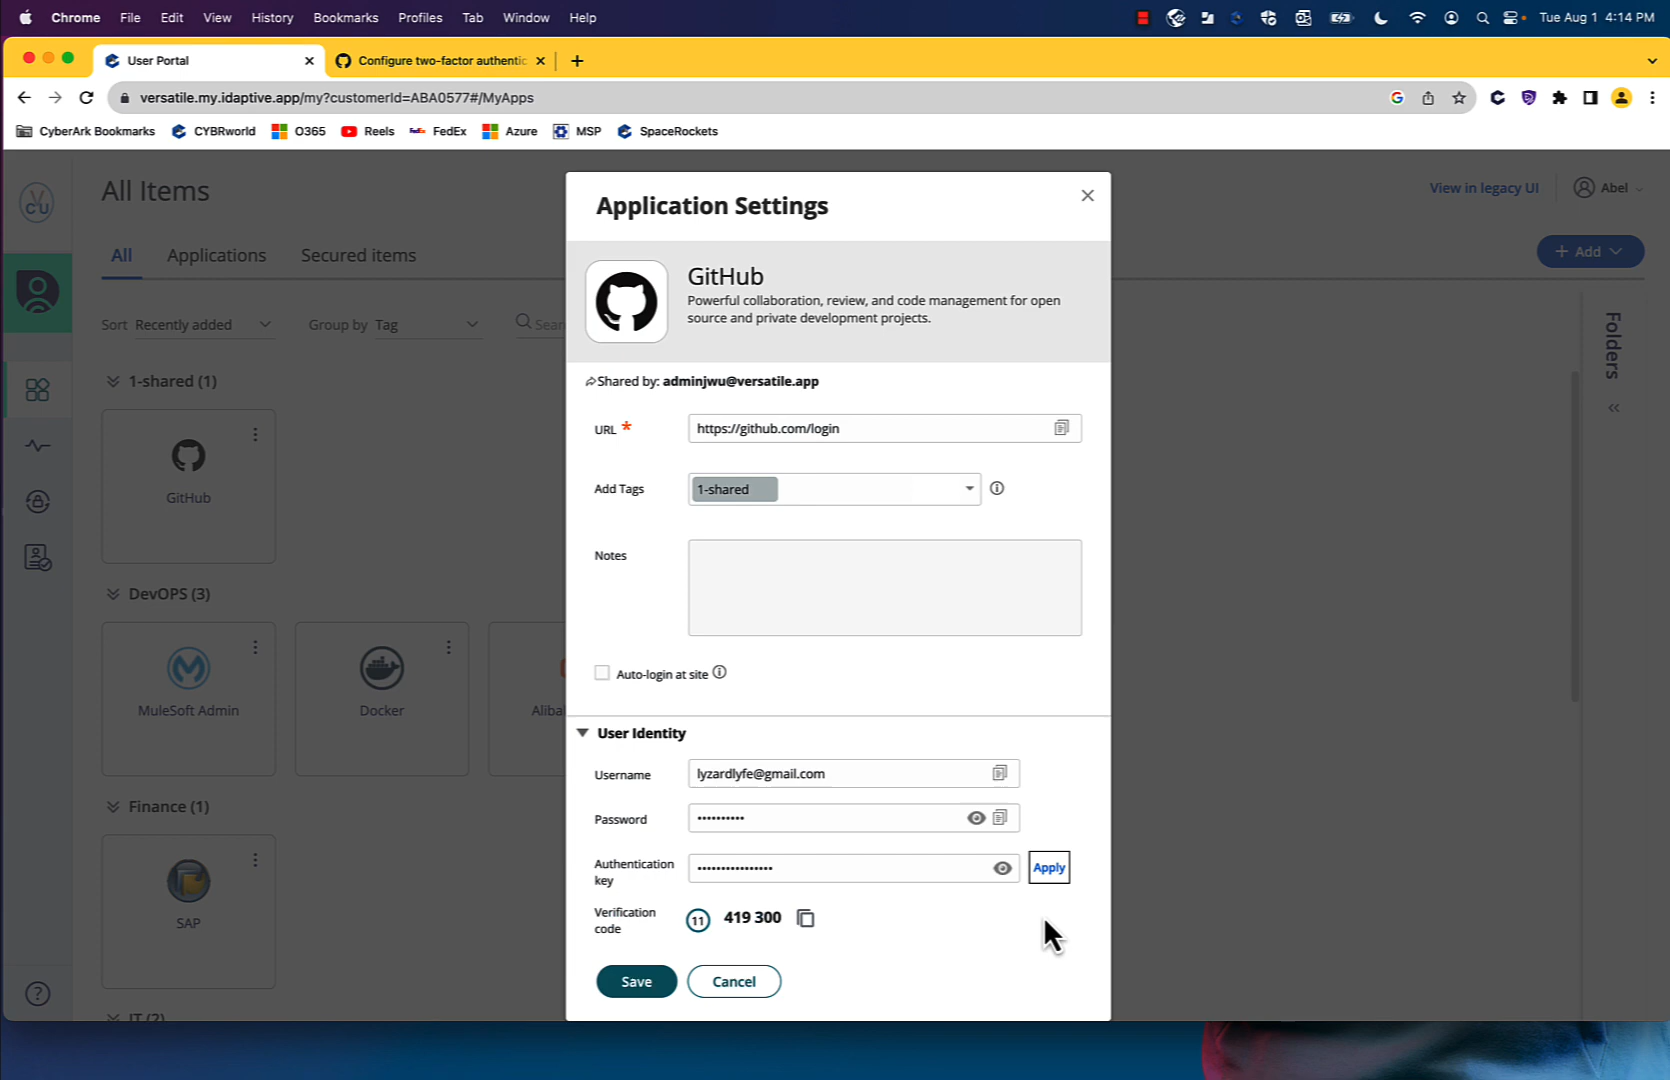 Chrome File Edit View History Bookmarks Profiles Tab Window Help Tue Aug 1 4:14 PM
User Portal Configure two-factor authentic
versatile.my.idaptive.app/my?customerId=ABA0577#/MyApps
CyberArk Bookmarks CYBRworld O365 Reels FedEx Azure MSP SpaceRockets
VCU
All Items
View in legacy UI Abel
All Applications Secured items
+ Add
Sort Recently added Group by Tag Sear
Folders
1-shared (1)
GitHub
DevOPS (3)
MuleSoft Admin Docker Aliba
Finance (1)
SAP
IT (2)
Application Settings
GitHub
Powerful collaboration, review, and code management for open
source and private development projects.
Shared by: adminjwu@versatile.app
URL * https://github.com/login
Add Tags 1-shared
Notes
Auto-login at site
User Identity
Username lyzardlyfe@gmail.com
Password ••••••••••
Authentication
key •••••••••••••••• Apply
Verification
code 11 419 300
Save Cancel